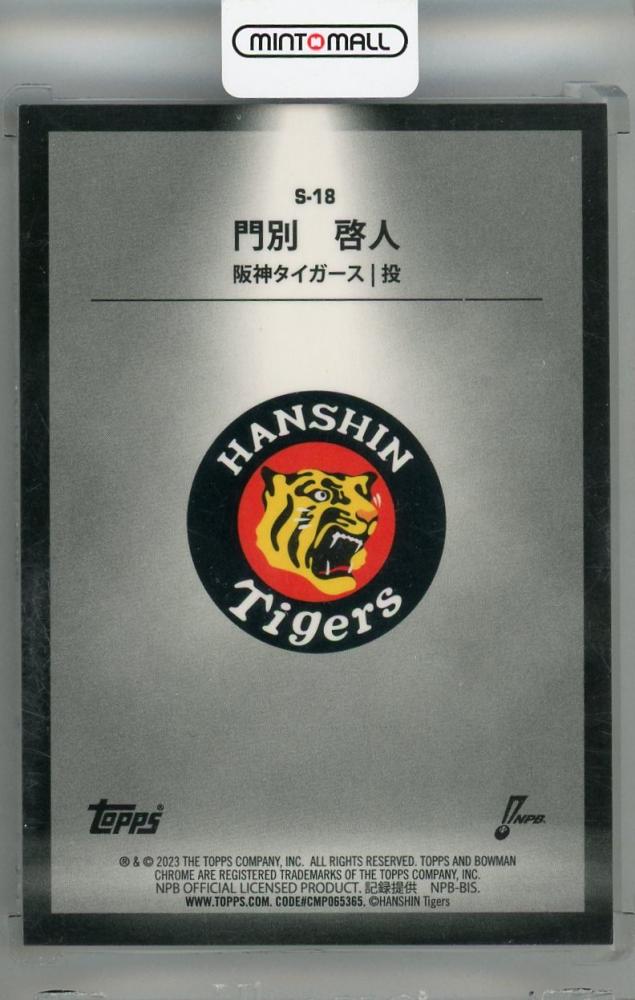 MINT MALL
S-18
門別 啓人
阪神タイガース | 投
HANSHIN
Tigers
topps®
NPB.
® & © 2023 THE TOPPS COMPANY, INC. ALL RIGHTS RESERVED. TOPPS AND BOWMAN
CHROME ARE REGISTERED TRADEMARKS OF THE TOPPS COMPANY, INC.
NPB OFFICIAL LICENSED PRODUCT. 記録提供 NPB-BIS.
WWW.TOPPS.COM. CODE#CMP065365. ©HANSHIN Tigers